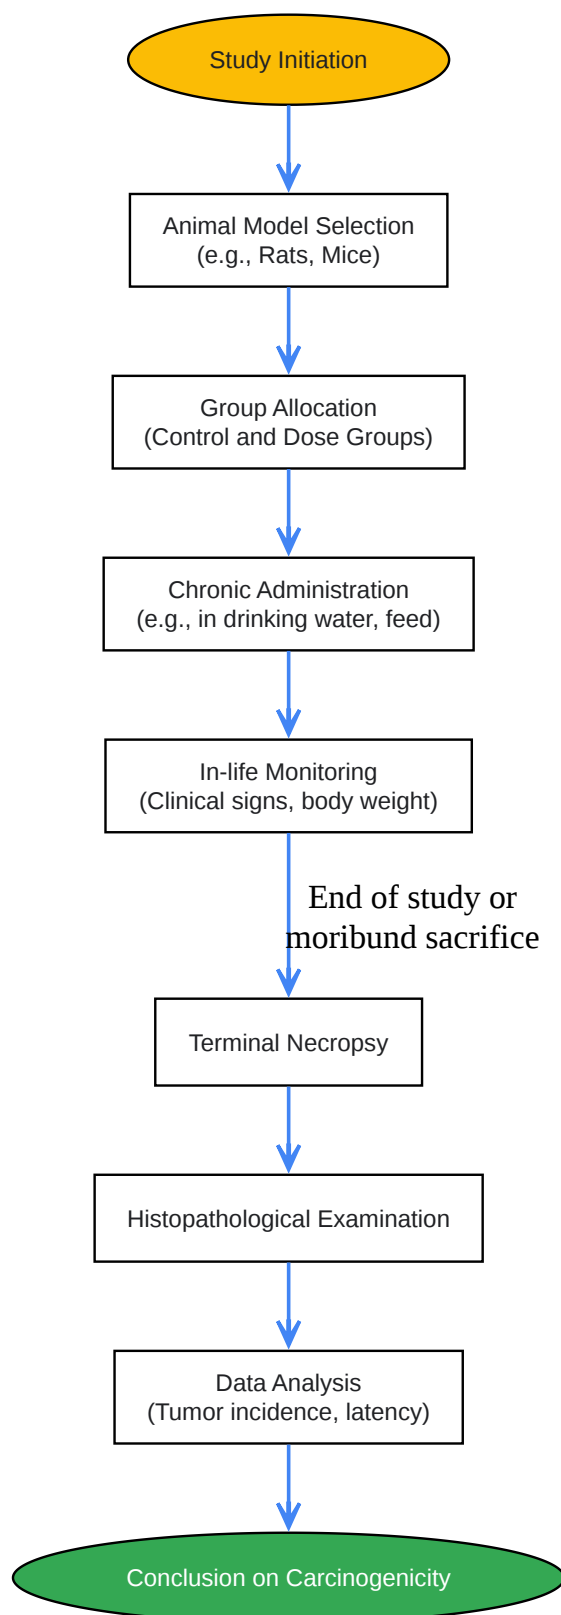 Study Initiation
Animal Model Selection
(e.g., Rats, Mice)
Group Allocation
(Control and Dose Groups)
Chronic Administration
(e.g., in drinking water, feed)
In-life Monitoring
(Clinical signs, body weight)
End of study or
moribund sacrifice
Terminal Necropsy
Histopathological Examination
Data Analysis
(Tumor incidence, latency)
Conclusion on Carcinogenicity